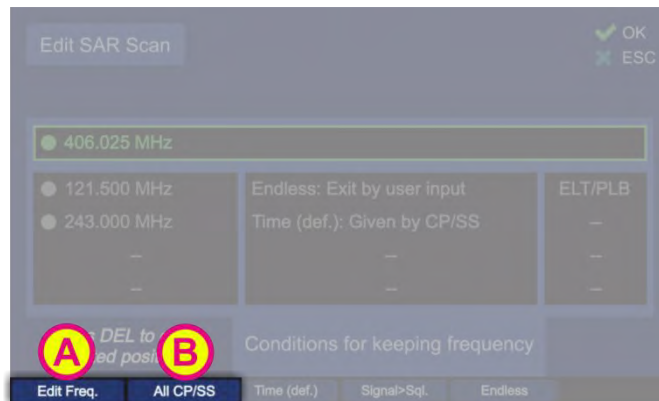 Edit SAR Scan
OK
ESC
406.025 MHz
121.500 MHz
Endless: Exit by user input
ELT/PLB
243.000 MHz
Time (def.): Given by CP/SS
–
–
–
–
–
–
–
DEL to
A
B
Conditions for keeping frequency
Edit Freq.
All CP/SS
Time (def.)
Signal>Sql.
Endless